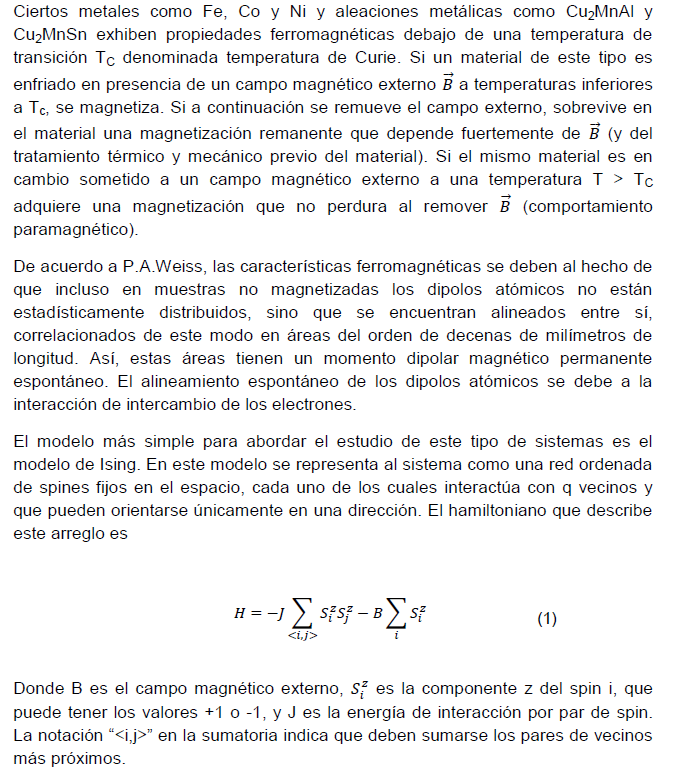 Ciertos metales como Fe, Co y Ni y aleaciones metálicas como Cu₂MnAl y
Cu₂MnSn exhiben propiedades ferromagnéticas debajo de una temperatura de
transición T_C denominada temperatura de Curie. Si un material de este tipo es
enfriado en presencia de un campo magnético externo B⃗ a temperaturas inferiores
a T_c, se magnetiza. Si a continuación se remueve el campo externo, sobrevive en
el material una magnetización remanente que depende fuertemente de B⃗ (y del
tratamiento térmico y mecánico previo del material). Si el mismo material es en
cambio sometido a un campo magnético externo a una temperatura T > T_C
adquiere una magnetización que no perdura al remover B⃗ (comportamiento
paramagnético).
De acuerdo a P.A.Weiss, las características ferromagnéticas se deben al hecho de
que incluso en muestras no magnetizadas los dipolos atómicos no están
estadísticamente distribuidos, sino que se encuentran alineados entre sí,
correlacionados de este modo en áreas del orden de decenas de milímetros de
longitud. Así, estas áreas tienen un momento dipolar magnético permanente
espontáneo. El alineamiento espontáneo de los dipolos atómicos se debe a la
interacción de intercambio de los electrones.
El modelo más simple para abordar el estudio de este tipo de sistemas es el
modelo de Ising. En este modelo se representa al sistema como una red ordenada
de spines fijos en el espacio, cada uno de los cuales interactúa con q vecinos y
que pueden orientarse únicamente en una dirección. El hamiltoniano que describe
este arreglo es
H = −J ∑_{<i,j>} S_i^z S_j^z − B ∑_i S_i^z (1)
Donde B es el campo magnético externo, S_i^z es la componente z del spin i, que
puede tener los valores +1 o -1, y J es la energía de interacción por par de spin.
La notación “<i,j>” en la sumatoria indica que deben sumarse los pares de vecinos
más próximos.